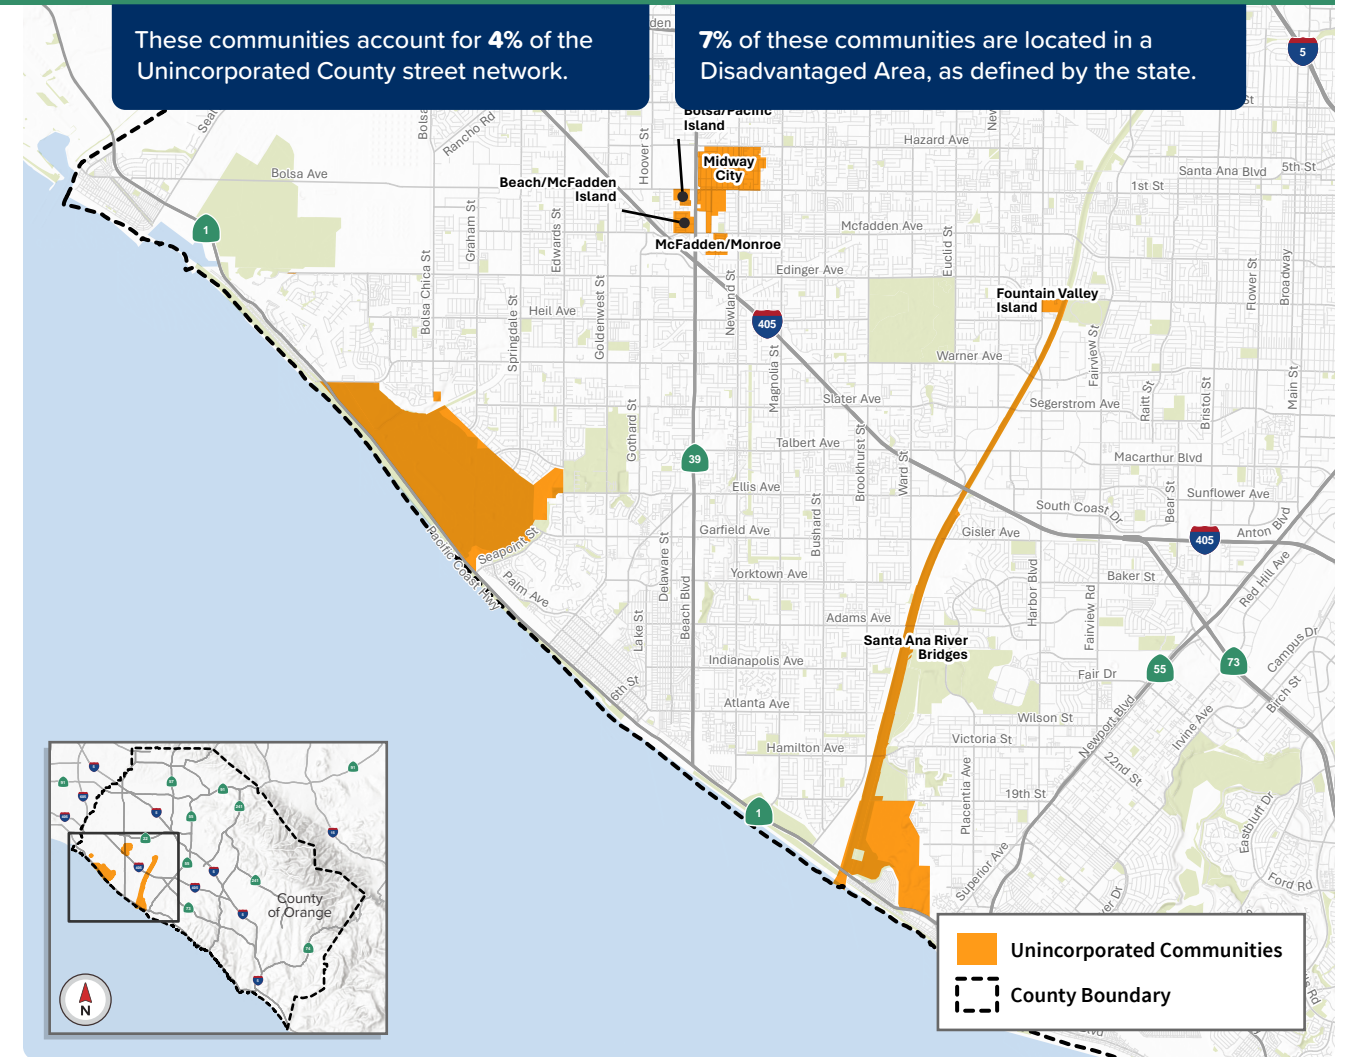 These communities account for 4% of the
Unincorporated County street network.
7% of these communities are located in a
Disadvantaged Area, as defined by the state.
5
Rancho Rd
Hoover St
Bolsa/Pacific
Island
Hazard Ave
Bolsa Ave
Midway
City
Santa Ana Blvd
5th St
1st St
Beach/McFadden
Island
1
Graham St
Edwards St
Mcfadden Ave
Euclid St
McFadden/Monroe
Edinger Ave
Flower St
Broadway
Bolsa Chica St
Springdale St
Goldenwest St
Newland St
Fountain Valley
Island
Heil Ave
405
Fairview St
Warner Ave
Magnolia St
Slater Ave
Segerstrom Ave
Raitt St
Bristol St
Main St
Gothard St
Talbert Ave
Brookhurst St
Ward St
39
Macarthur Blvd
Ellis Ave
Bushard St
Bear St
Sunflower Ave
South Coast Dr
Garfield Ave
Gisler Ave
405
Anton Blvd
Pacific Coast Hwy
Seapoint St
Delaware St
Yorktown Ave
Palm Ave
Harbor Blvd
Baker St
Red Hill Ave
Lake St
Beach Blvd
Adams Ave
Fairview Rd
Santa Ana River
Bridges
Campus Dr
Indianapolis Ave
55
73
Fair Dr
6th St
Atlanta Ave
Birch St
Wilson St
Newport Blvd
Irvine Ave
Hamilton Ave
Victoria St
22nd St
Placentia Ave
19th St
1
Eastbluff Dr
Superior Ave
Ford Rd
County
of Orange
N
Unincorporated Communities
County Boundary